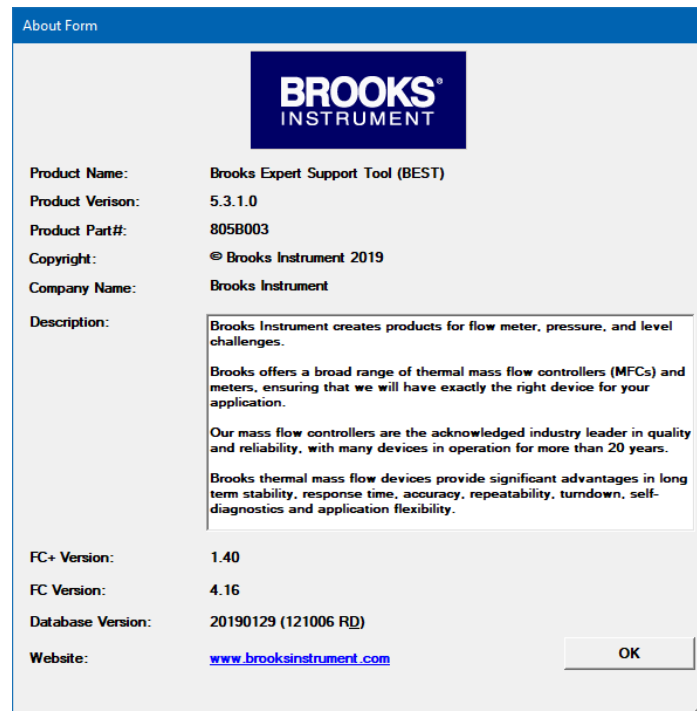 About Form
BROOKS®
INSTRUMENT
Product Name: Brooks Expert Support Tool (BEST)
Product Verison: 5.3.1.0
Product Part#: 805B003
Copyright: © Brooks Instrument 2019
Company Name: Brooks Instrument
Description: Brooks Instrument creates products for flow meter, pressure, and level
challenges.
Brooks offers a broad range of thermal mass flow controllers (MFCs) and
meters, ensuring that we will have exactly the right device for your
application.
Our mass flow controllers are the acknowledged industry leader in quality
and reliability, with many devices in operation for more than 20 years.
Brooks thermal mass flow devices provide significant advantages in long
term stability, response time, accuracy, repeatability, turndown, self-
diagnostics and application flexibility.
FC+ Version: 1.40
FC Version: 4.16
Database Version: 20190129 (121006 RD)
Website: www.brooksinstrument.com
OK